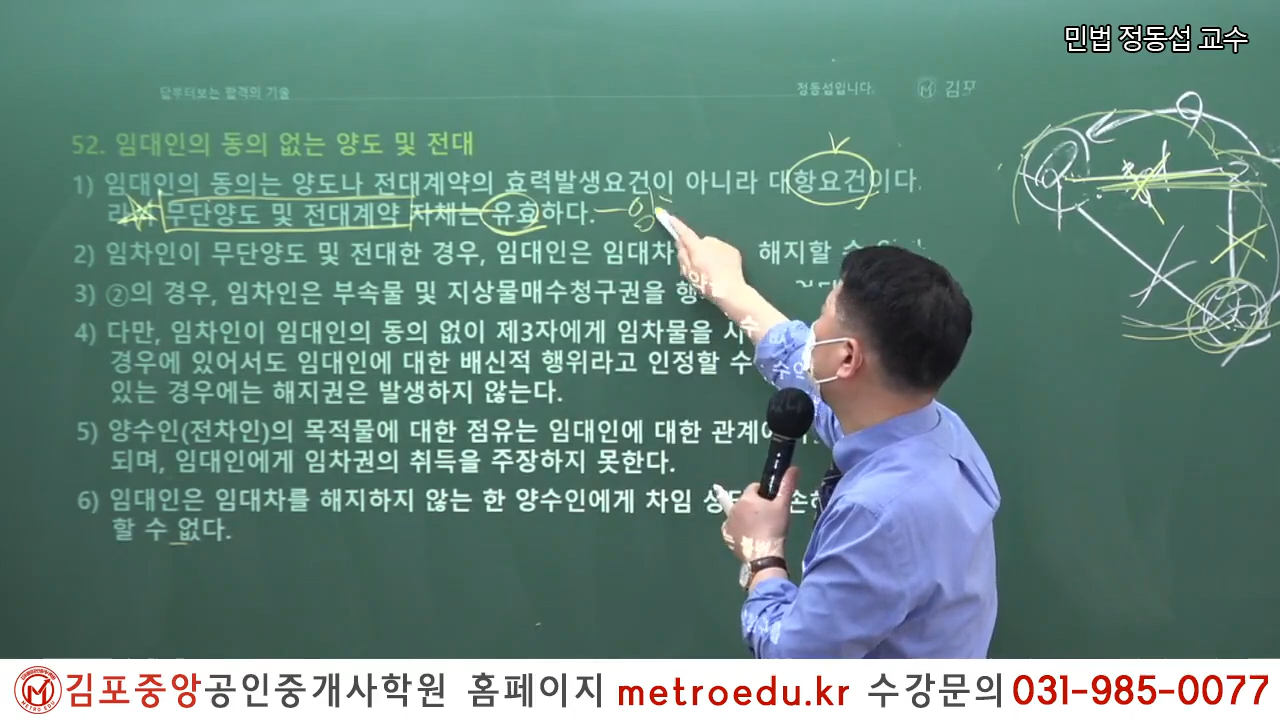 민법 정동섭 교수
답부터보는 합격의 기술
정동섭입니다.
김포
52. 임대인의 동의 없는 양도 및 전대
1) 임대인의 동의는 양도나 전대계약의 효력발생요건이 아니라 대항요건이다.
무단양도 및 전대계약 자체는 유효하다.
2) 임차인이 무단양도 및 전대한 경우, 임대인은 임대차 해지할 수
3) ②의 경우, 임차인은 부속물 및 지상물매수청구권을
4) 다만, 임차인이 임대인의 동의 없이 제3자에게 임차물을
경우에 있어서도 임대인에 대한 배신적 행위라고 인정할 수
있는 경우에는 해지권은 발생하지 않는다.
5) 양수인(전차인)의 목적물에 대한 점유는 임대인에 대한
되며, 임대인에게 임차권의 취득을 주장하지 못한다.
6) 임대인은 임대차를 해지하지 않는 한 양수인에게 차임
할 수 없다.
METRO EDU
김포중앙공인중개사학원 홈페이지 metroedu.kr 수강문의 031-985-0077